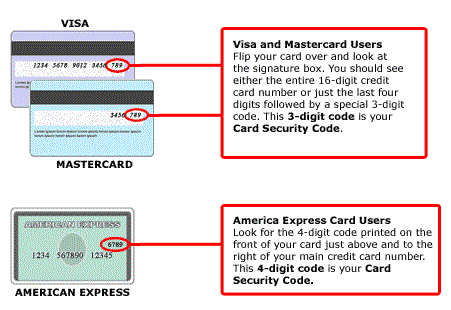 VISA
1234 5678 9012 3456 789
3456 789
MASTERCARD
Visa and Mastercard Users
Flip your card over and look at
the signature box. You should see
either the entire 16-digit credit
card number or just the last four
digits followed by a special 3-digit
code. This 3-digit code is your
Card Security Code.
AMERICAN EXPRESS
6789
1234 567890 12345
AMERICAN EXPRESS
America Express Card Users
Look for the 4-digit code printed on the
front of your card just above and to the
right of your main credit card number.
This 4-digit code is your Card
Security Code.